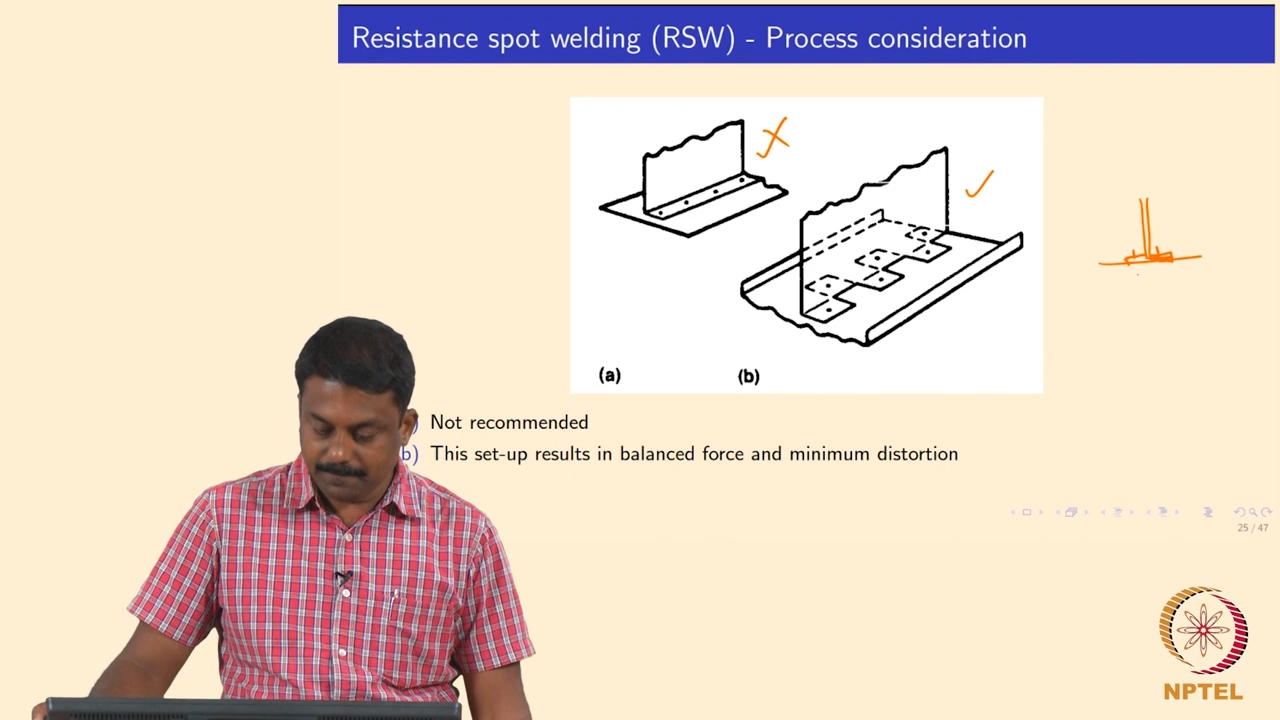 Resistance spot welding (RSW) - Process consideration
(a)
(b)
) Not recommended
b) This set-up results in balanced force and minimum distortion
25 / 47
NPTEL